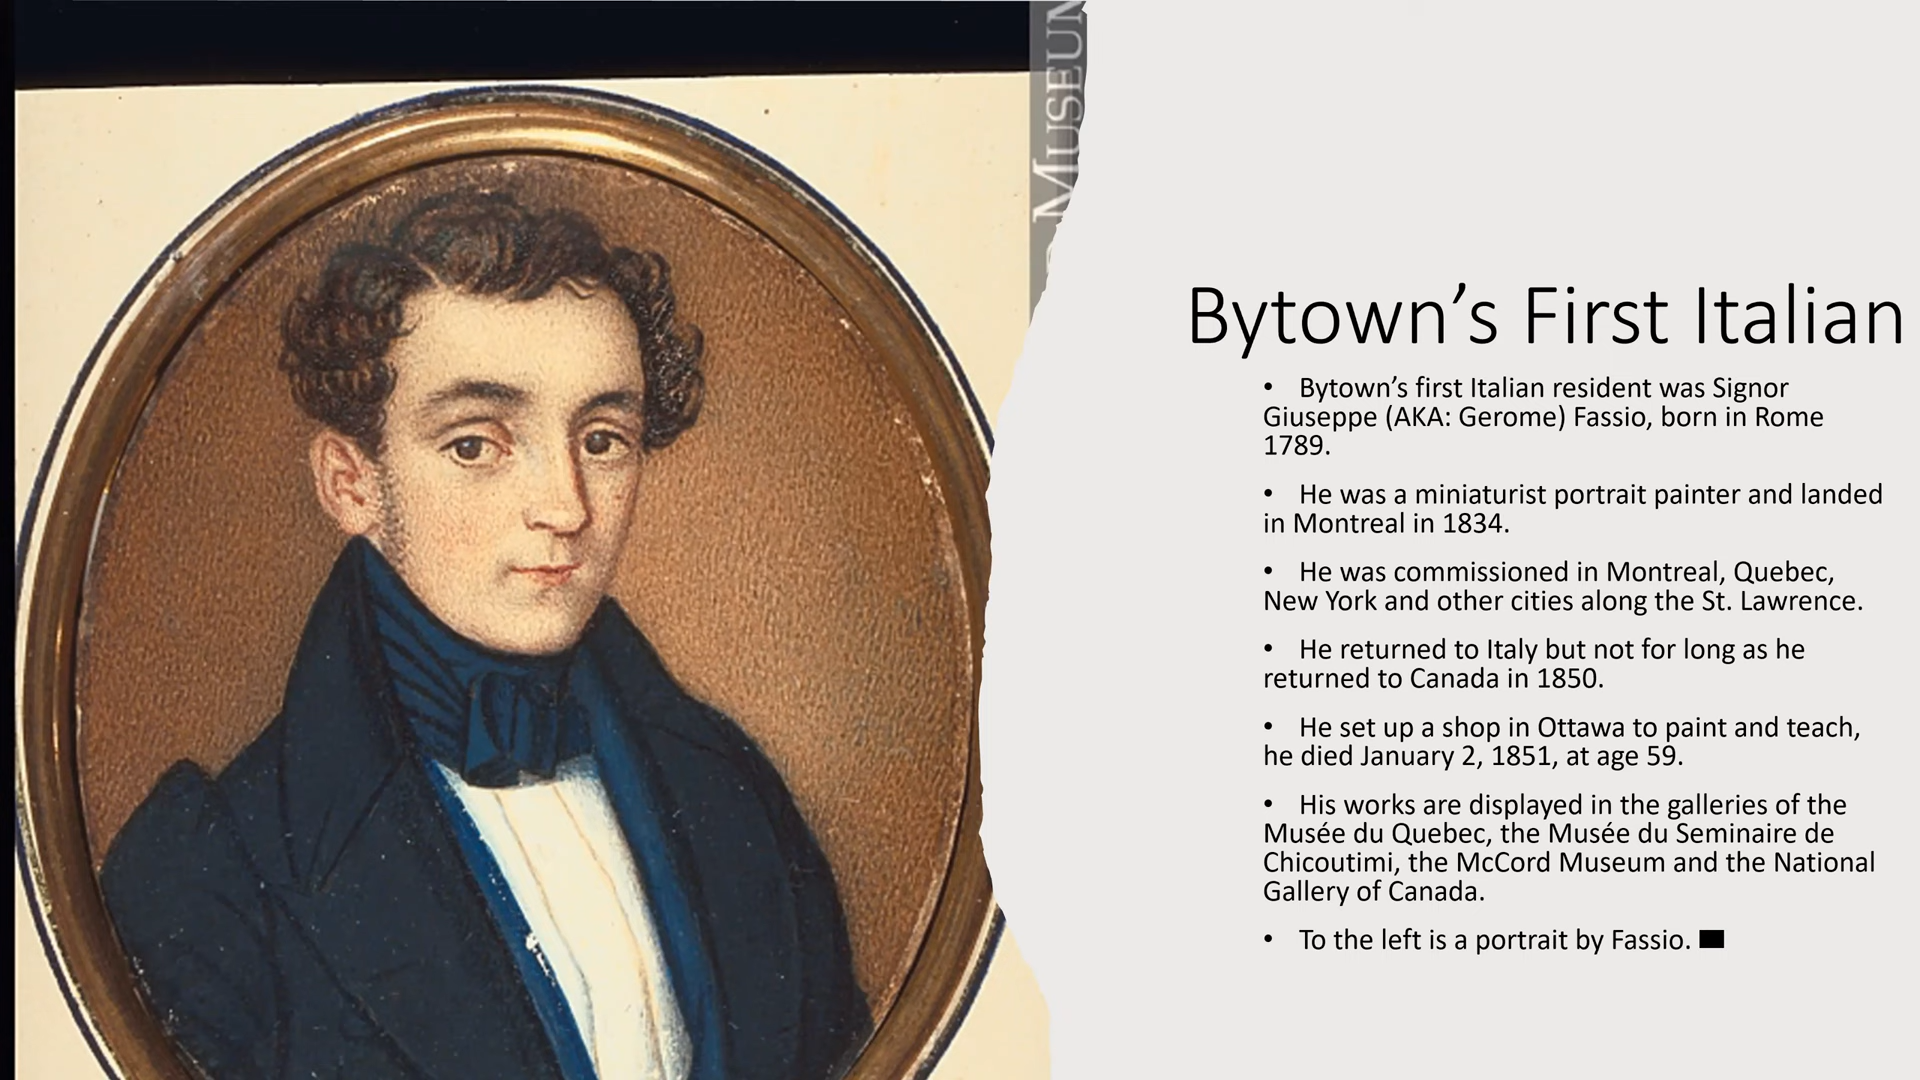 MUSEUM
Bytown’s First Italian
• Bytown’s first Italian resident was Signor
Giuseppe (AKA: Gerome) Fassio, born in Rome
1789.
• He was a miniaturist portrait painter and landed
in Montreal in 1834.
• He was commissioned in Montreal, Quebec,
New York and other cities along the St. Lawrence.
• He returned to Italy but not for long as he
returned to Canada in 1850.
• He set up a shop in Ottawa to paint and teach,
he died January 2, 1851, at age 59.
• His works are displayed in the galleries of the
Musée du Quebec, the Musée du Seminaire de
Chicoutimi, the McCord Museum and the National
Gallery of Canada.
• To the left is a portrait by Fassio.